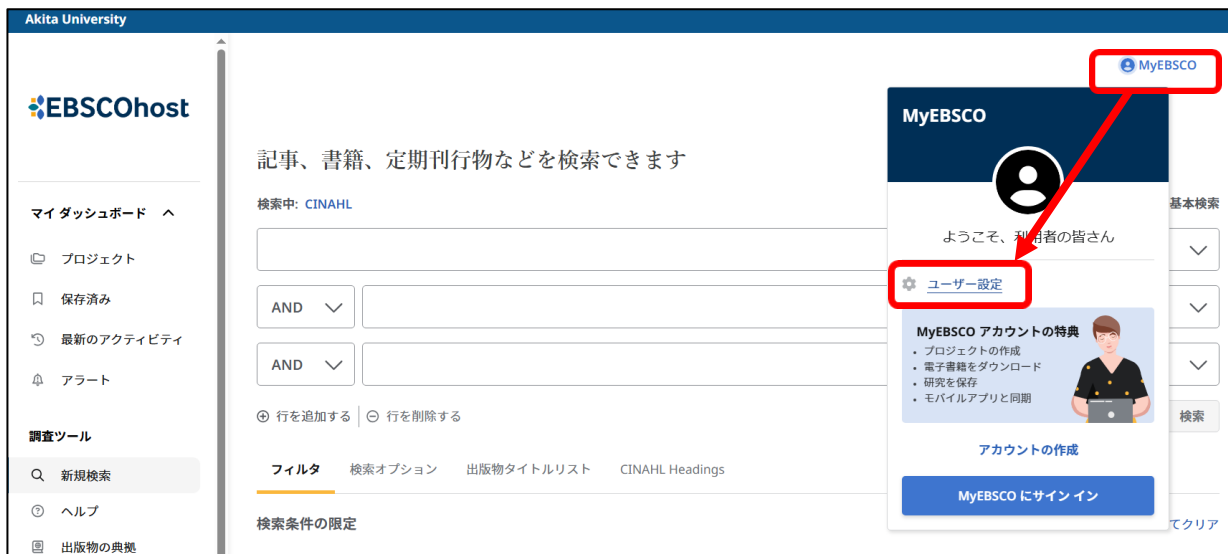 Akita University
MyEBSCO
EBSCOhost
MyEBSCO
記事、書籍、定期刊行物などを検索できます
マイ ダッシュボード
検索中: CINAHL
基本検索
ようこそ、利用者の皆さん
プロジェクト
ユーザー設定
保存済み
AND
最新のアクティビティ
MyEBSCO アカウントの特典
・プロジェクトの作成
・電子書籍をダウンロード
・研究を保存
・モバイルアプリと同期
アラート
AND
行を追加する
行を削除する
検索
調査ツール
アカウントの作成
新規検索
フィルタ 検索オプション 出版物タイトルリスト CINAHL Headings
MyEBSCO にサイン イン
ヘルプ
検索条件の限定
てクリア
出版物の典拠